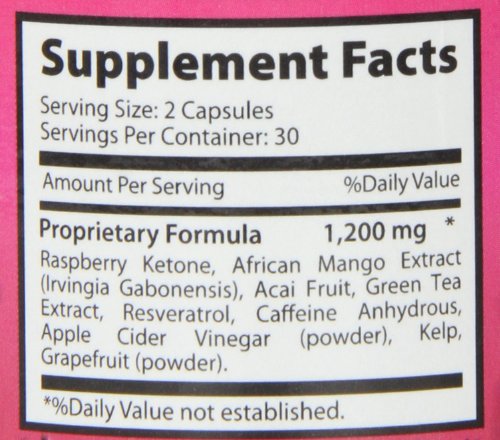 Supplement Facts
Serving Size: 2 Capsules
Servings Per Container: 30
Amount Per Serving %Daily Value
Proprietary Formula 1,200 mg *
Raspberry Ketone, African Mango Extract
(Irvingia Gabonensis), Acai Fruit, Green Tea
Extract, Resveratrol, Caffeine Anhydrous,
Apple Cider Vinegar (powder), Kelp,
Grapefruit (powder).
*%Daily Value not established.